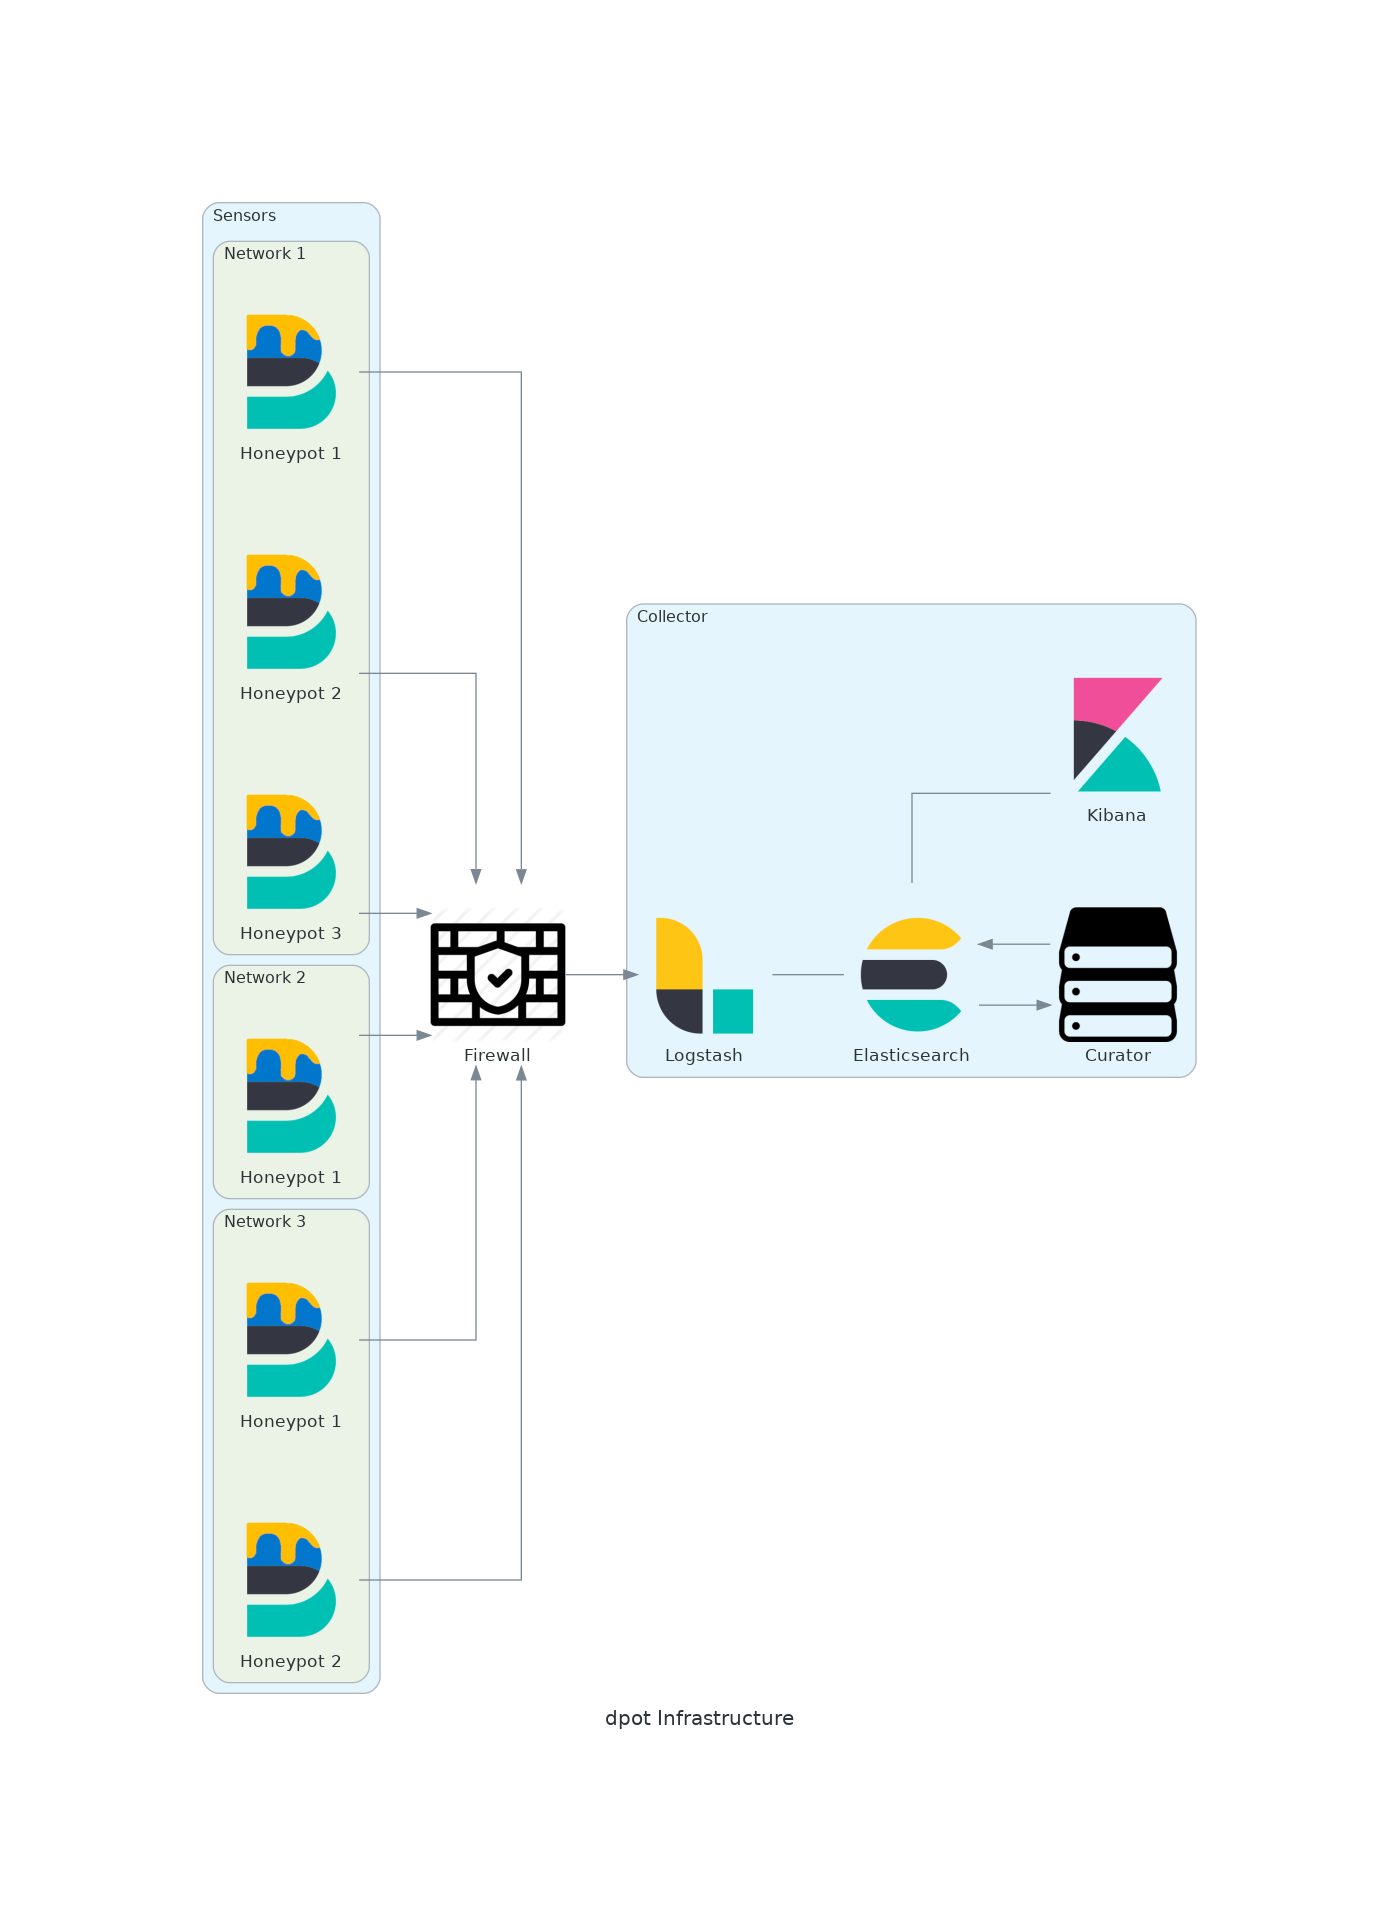 Sensors
Network 1
Honeypot 1
Honeypot 2
Honeypot 3
Network 2
Honeypot 1
Network 3
Honeypot 1
Honeypot 2
Firewall
Collector
Kibana
Logstash
Elasticsearch
Curator
dpot Infrastructure